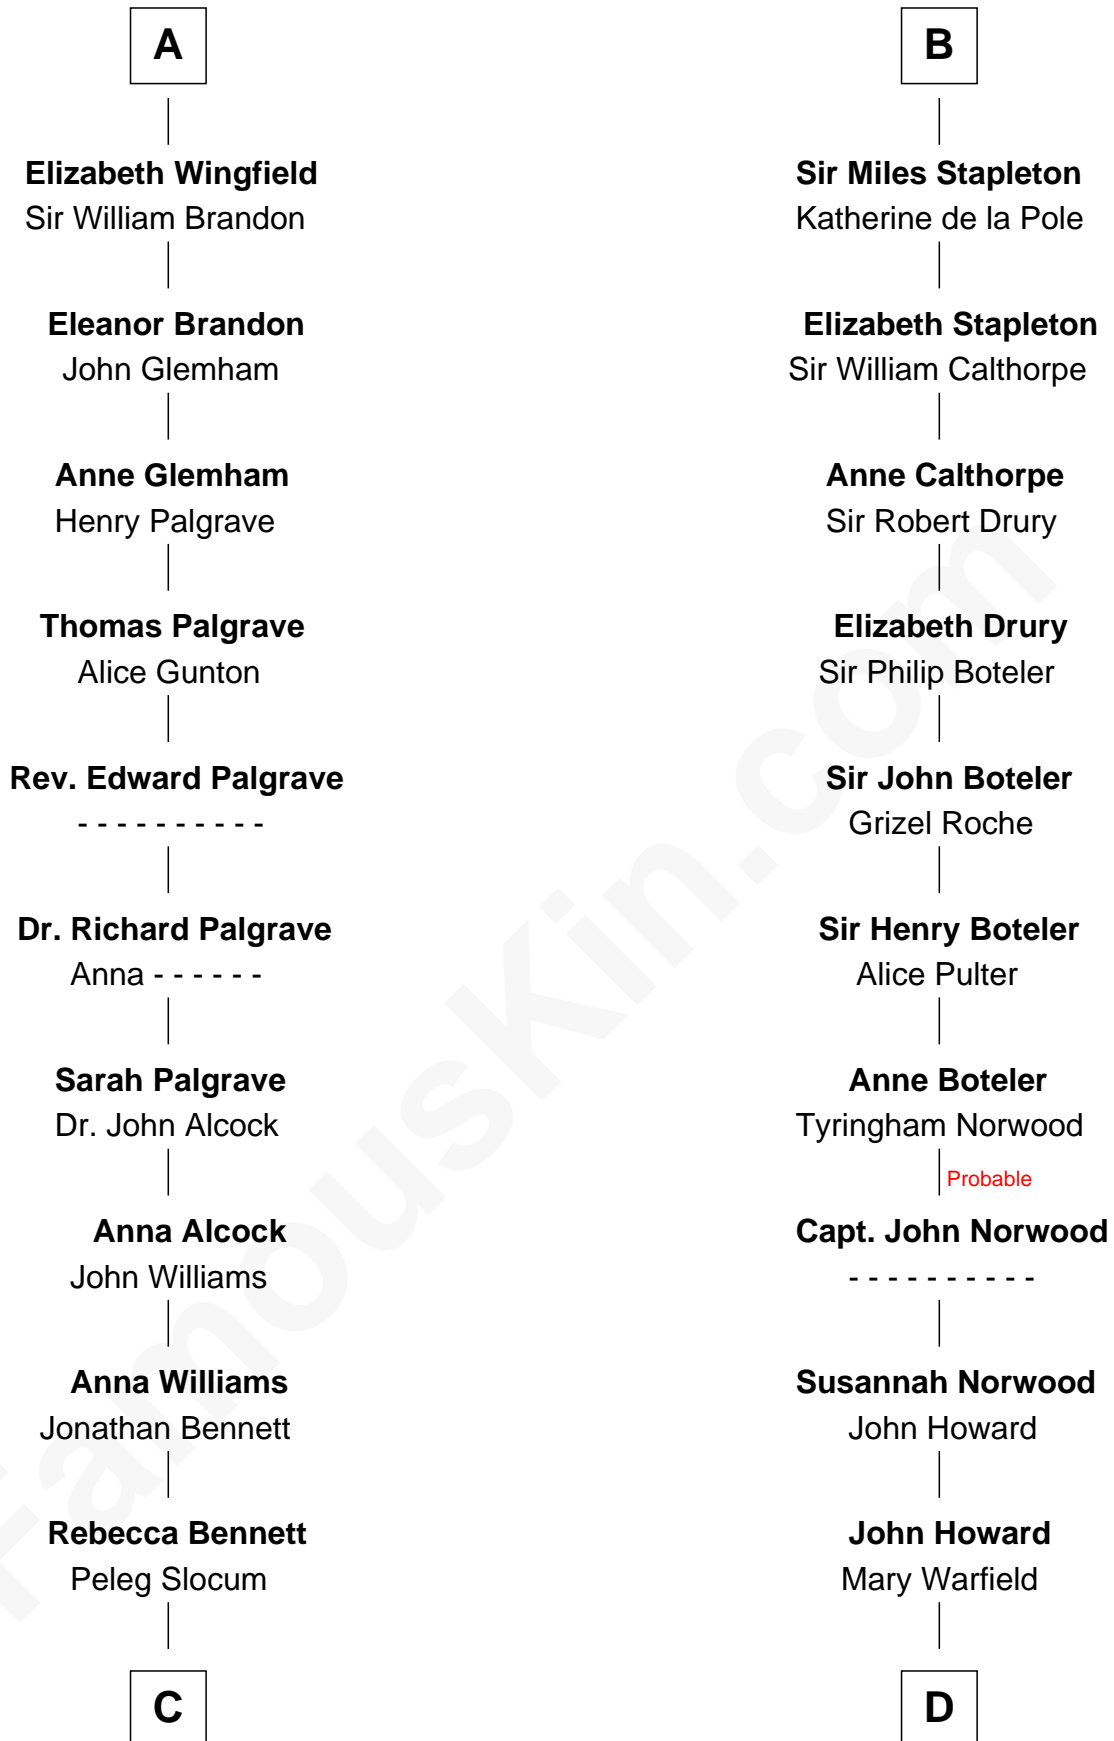 A
Elizabeth Wingfield
Sir William Brandon
Eleanor Brandon
John Glemham
Anne Glemham
Henry Palgrave
Thomas Palgrave
Alice Gunton
Rev. Edward Palgrave
- - - - - - - - - -
Dr. Richard Palgrave
Anna - - - - - -
Sarah Palgrave
Dr. John Alcock
Anna Alcock
John Williams
Anna Williams
Jonathan Bennett
Rebecca Bennett
Peleg Slocum
C
B
Sir Miles Stapleton
Katherine de la Pole
Elizabeth Stapleton
Sir William Calthorpe
Anne Calthorpe
Sir Robert Drury
Elizabeth Drury
Sir Philip Boteler
Sir John Boteler
Grizel Roche
Sir Henry Boteler
Alice Pulter
Anne Boteler
Tyringham Norwood
Probable
Capt. John Norwood
- - - - - - - - - -
Susannah Norwood
John Howard
John Howard
Mary Warfield
D
FamousKin.com